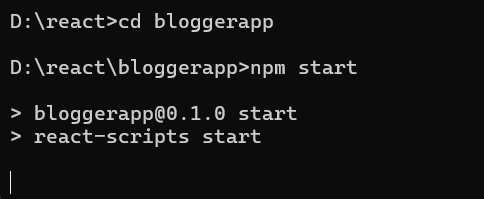 D:\react>cd bloggerapp
D:\react\bloggerapp>npm start
> bloggerapp@0.1.0 start
> react-scripts start